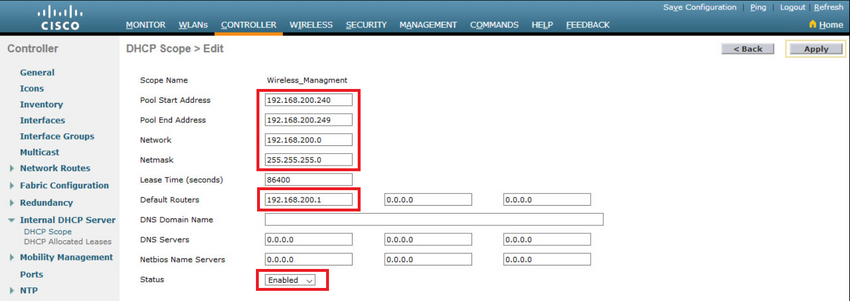 Save Configuration | Ping | Logout | Refresh
CISCO
MONITOR WLANs CONTROLLER WIRELESS SECURITY MANAGEMENT COMMANDS HELP FEEDBACK
Home
Controller
General
Icons
Inventory
Interfaces
Interface Groups
Multicast
Network Routes
Fabric Configuration
Redundancy
Internal DHCP Server
DHCP Scope
DHCP Allocated Leases
Mobility Management
Ports
NTP
DHCP Scope > Edit
< Back
Apply
Scope Name Wireless_Managment
Pool Start Address 192.168.200.240
Pool End Address 192.168.200.249
Network 192.168.200.0
Netmask 255.255.255.0
Lease Time (seconds) 86400
Default Routers 192.168.200.1 0.0.0.0 0.0.0.0
DNS Domain Name
DNS Servers 0.0.0.0 0.0.0.0 0.0.0.0
Netbios Name Servers 0.0.0.0 0.0.0.0 0.0.0.0
Status Enabled